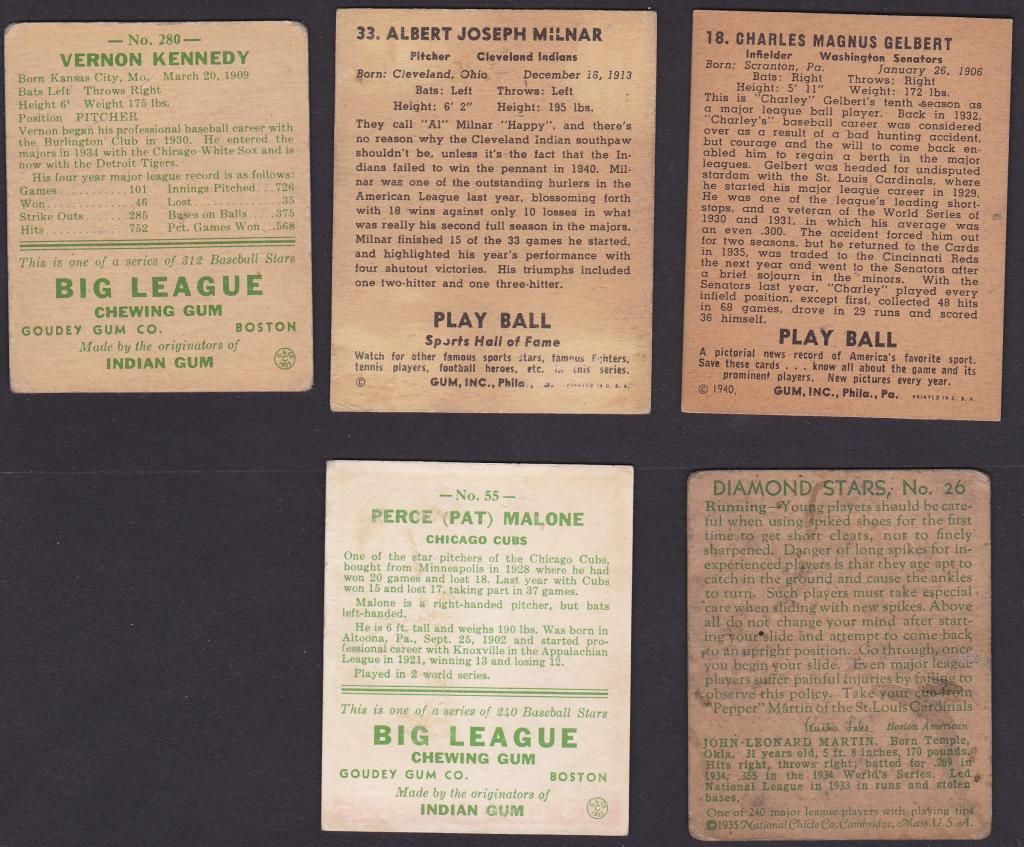 — No. 280 —
VERNON KENNEDY
Born Kansas City, Mo. March 20, 1909
Bats Left Throws Right
Height 6' Weight 175 lbs.
Position PITCHER
Vernon began his professional baseball career with
the Burlington Club in 1930. He entered the
majors in 1934 with the Chicago White Sox and is
now with the Detroit Tigers.
His four year major league record is as follows:
Games ........... 101 Innings Pitched .. 726
Won ............. 46 Lost ............. 35
Strike Outs ...... 285 Bases on Balls ... 375
Hits ............. 752 Pct. Games Won .. .568
This is one of a series of 312 Baseball Stars
BIG LEAGUE
CHEWING GUM
GOUDEY GUM CO. BOSTON
Made by the originators of
INDIAN GUM
33. ALBERT JOSEPH MILNAR
Pitcher Cleveland Indians
Born: Cleveland, Ohio December 16, 1913
Bats: Left Throws: Left
Height: 6' 2" Weight: 195 lbs.
They call "Al" Milnar "Happy", and there's
no reason why the Cleveland Indian southpaw
shouldn't be, unless it's the fact that the In-
dians failed to win the pennant in 1940. Mil-
nar was one of the outstanding hurlers in the
American League last year, blossoming forth
with 18 wins against only 10 losses in what
was really his second full season in the majors.
Milnar finished 15 of the 33 games he started,
and highlighted his year's performance with
four shutout victories. His triumphs included
one two-hitter and one three-hitter.
PLAY BALL
Sports Hall of Fame
Watch for other famous sports stars, famous fighters,
tennis players, football heroes, etc. in this series.
© GUM, INC., Phila., PRINTED IN U. S. A.
18. CHARLES MAGNUS GELBERT
Infielder Washington Senators
Born: Scranton, Pa. January 26, 1906
Bats: Right Throws: Right
Height: 5' 11" Weight: 172 lbs.
This is "Charley" Gelbert's tenth season as
a major league ball player. Back in 1932,
"Charley's" baseball career was considered
over as a result of a bad hunting accident,
but courage and the will to come back en-
abled him to regain a berth in the major
leagues. Gelbert was headed for undisputed
stardom with the St. Louis Cardinals, where
he started his major league career in 1929.
He was one of the league's leading short-
stops, and a veteran of the World Series of
1930 and 1931, in which his average was
an even .300. The accident forced him out
for two seasons, but he returned to the Cards
in 1935, was traded to the Cincinnati Reds
the next year and went to the Senators after
a brief sojourn in the minors. With the
Senators last year, "Charley" played every
infield position, except first, collected 48 hits
in 68 games, drove in 29 runs and scored
36 himself.
PLAY BALL
A pictorial news record of America's favorite sport.
Save these cards . . . know all about the game and its
prominent players. New pictures every year.
© 1940, GUM, INC., Phila., Pa. PRINTED IN U. S. A.
— No. 55 —
PERCE (PAT) MALONE
CHICAGO CUBS
One of the star pitchers of the Chicago Cubs,
bought from Minneapolis in 1928 where he had
won 20 games and lost 18. Last year with Cubs
won 15 and lost 17, taking part in 37 games.
Malone is a right-handed pitcher, but bats
left-handed.
He is 6 ft. tall and weighs 190 lbs. Was born in
Altoona, Pa., Sept. 25, 1902 and started pro-
fessional career with Knoxville in the Appalachian
League in 1921, winning 13 and losing 12.
Played in 2 world series.
This is one of a series of 240 Baseball Stars
BIG LEAGUE
CHEWING GUM
GOUDEY GUM CO. BOSTON
Made by the originators of
INDIAN GUM
DIAMOND STARS, No. 26
Running—Young players should be care-
ful when using spiked shoes for the first
time to get short cleats, not to finely
sharpened. Danger of long spikes for in-
experienced players is that they are apt to
catch in the ground and cause the ankles
to turn. Such players must take especial
care when sliding with new spikes. Above
all do not change your mind after start-
ing your slide and attempt to come back
to an upright position. Go through, once
you begin your slide. Even major league
players suffer painful injuries by failing to
observe this policy. Take your cue from
"Pepper" Martin of the St. Louis Cardinals
Austin Lake Boston American
JOHN LEONARD MARTIN. Born Temple,
Okla. 31 years old, 5 ft. 8 inches, 170 pounds.
Hits right, throws right; batted for .289 in
1934, .355 in the 1934 World's Series. Led
National League in 1933 in runs and stolen
bases.
One of 240 major league players with playing tips
©1935 National Chicle Co. Cambridge, Mass. U.S.A.